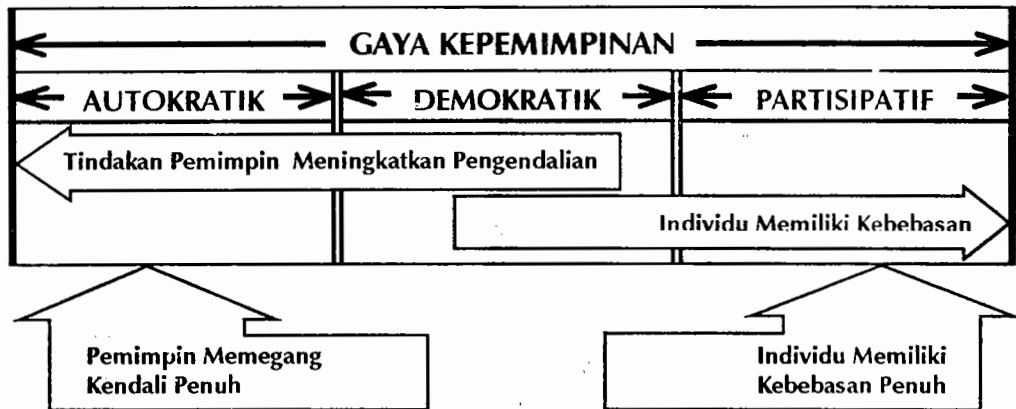 GAYA KEPEMIMPINAN
AUTOKRATIK
DEMOKRATIK
PARTISIPATIF
Tindakan Pemimpin Meningkatkan Pengendalian
Individu Memiliki Kebebasan
Pemimpin Memegang
Kendali Penuh
Individu Memiliki
Kebebasan Penuh